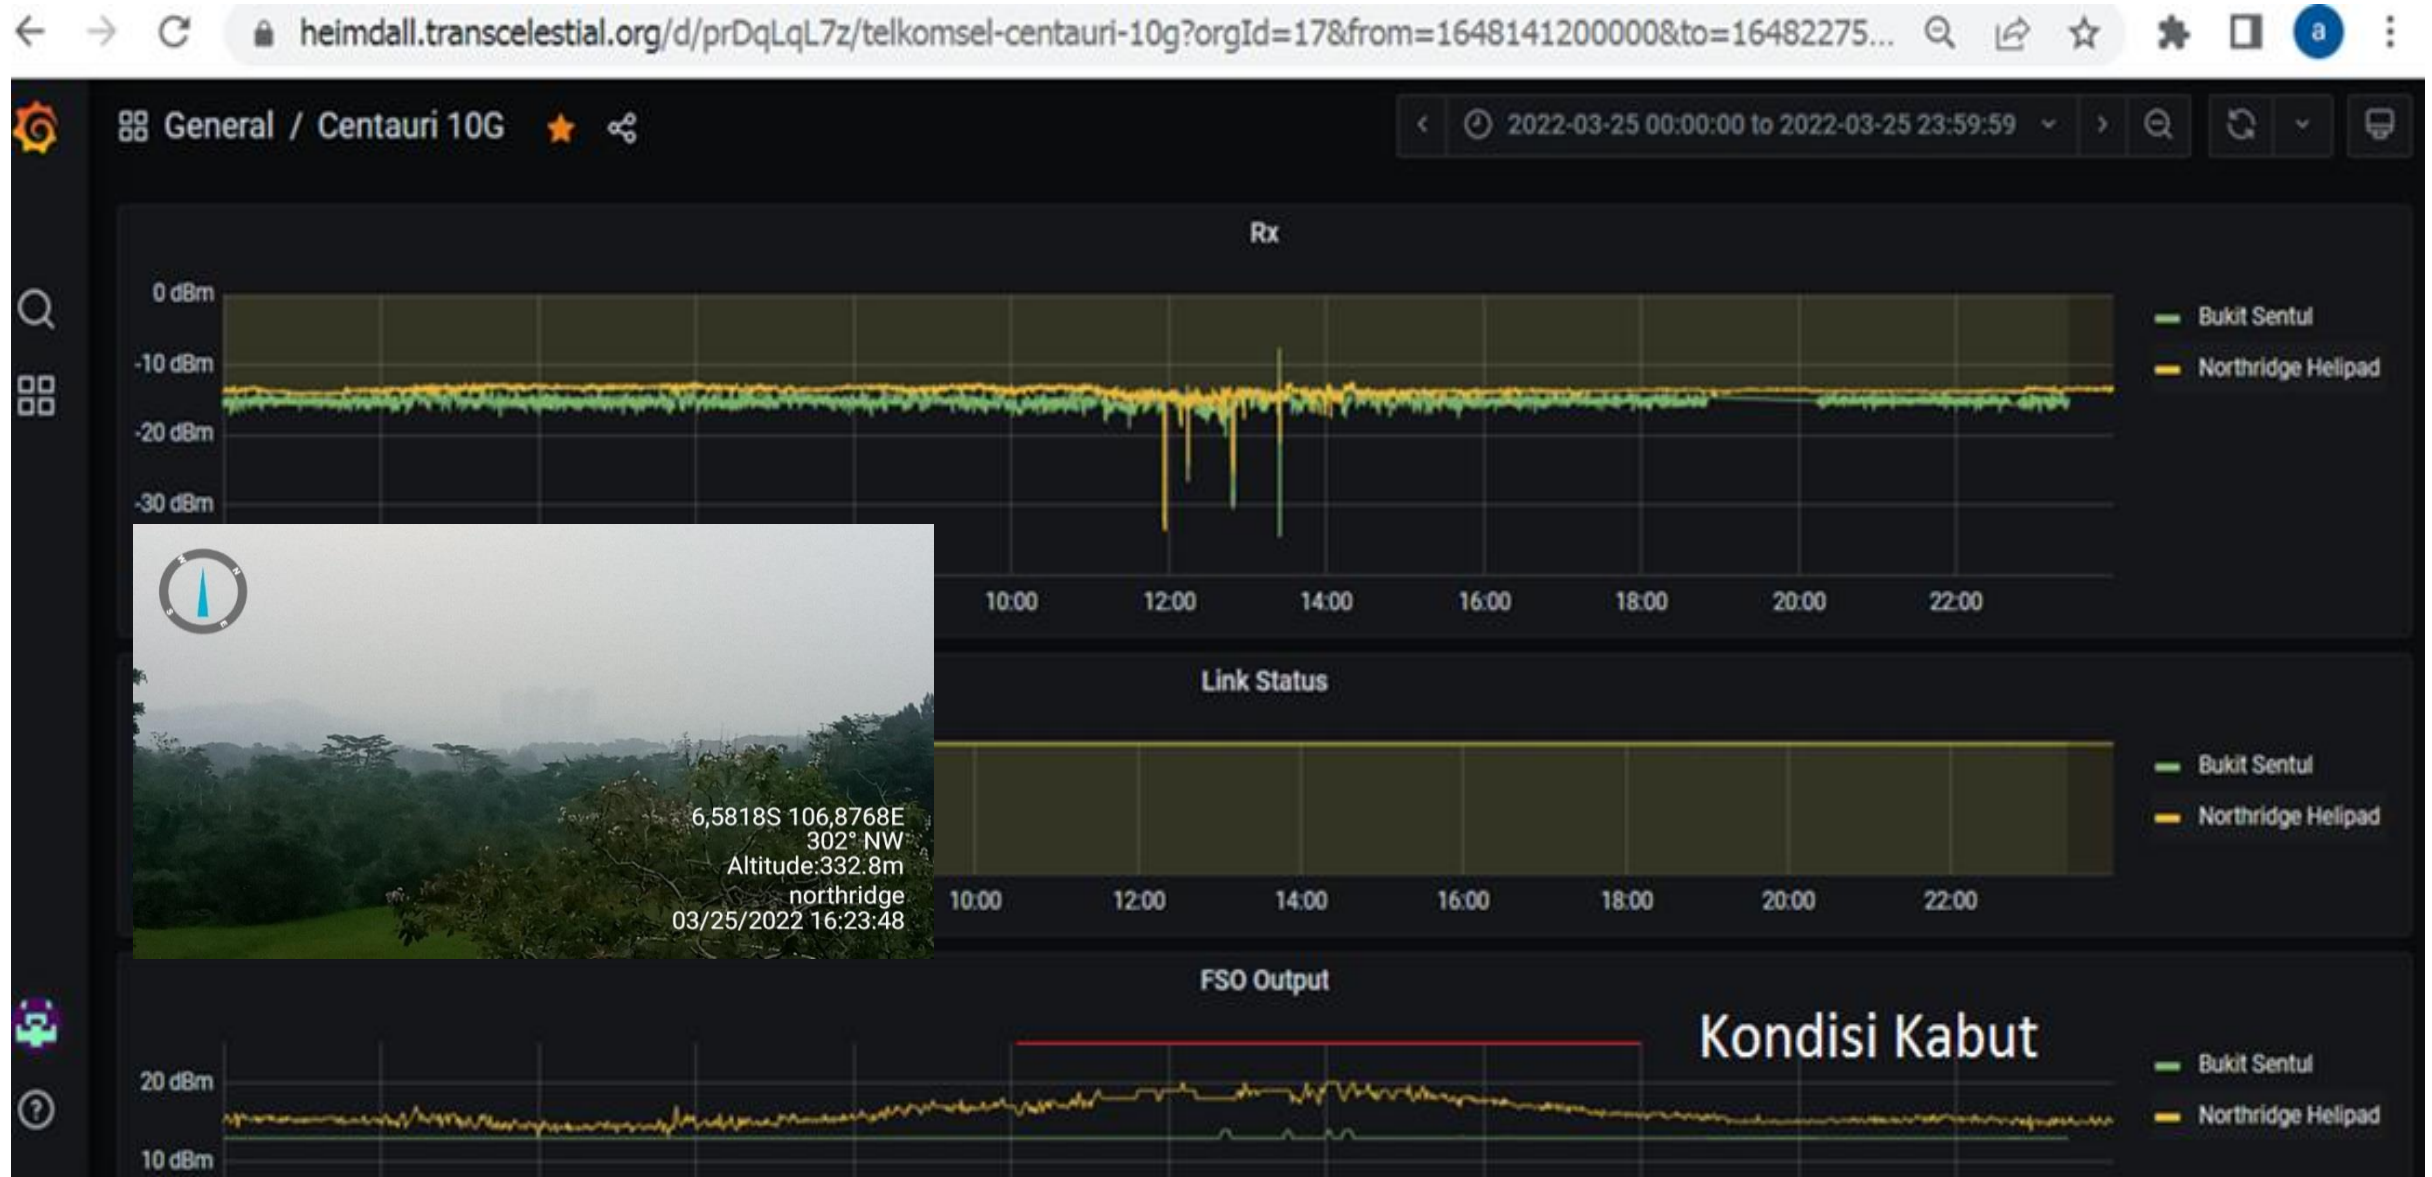 heimdall.transcelestial.org/d/prDqLqL7z/telkomsel-centauri-10g?orgId=17&from=1648141200000&to=16482275...
a
General / Centauri 10G
2022-03-25 00:00:00 to 2022-03-25 23:59:59
Rx
0 dBm
-10 dBm
-20 dBm
-30 dBm
Bukit Sentul
Northridge Helipad
10:00 12:00 14:00 16:00 18:00 20:00 22:00
N
S
E
6,5818S 106,8768E
302° NW
Altitude:332.8m
northridge
03/25/2022 16:23:48
Link Status
Bukit Sentul
Northridge Helipad
10:00 12:00 14:00 16:00 18:00 20:00 22:00
FSO Output
Kondisi Kabut
20 dBm
10 dBm
Bukit Sentul
Northridge Helipad